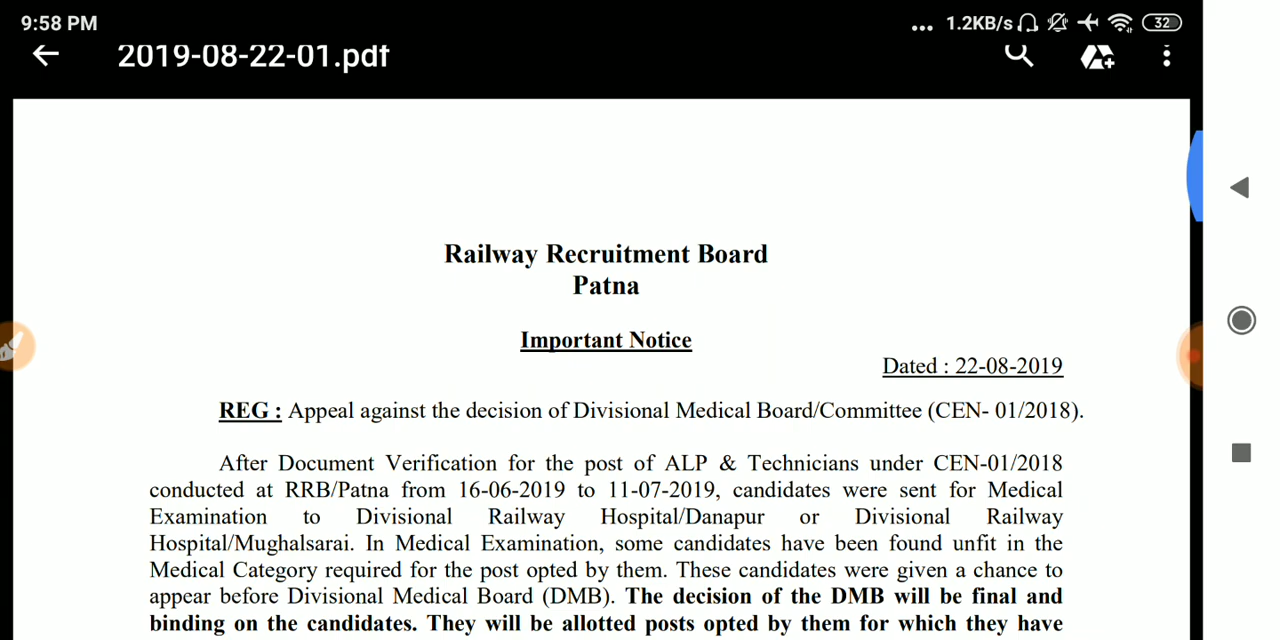 9:58 PM
... 1.2KB/s 32
2019-08-22-01.pdf
Railway Recruitment Board
Patna
Important Notice
Dated : 22-08-2019
REG : Appeal against the decision of Divisional Medical Board/Committee (CEN- 01/2018).
After Document Verification for the post of ALP & Technicians under CEN-01/2018
conducted at RRB/Patna from 16-06-2019 to 11-07-2019, candidates were sent for Medical
Examination to Divisional Railway Hospital/Danapur or Divisional Railway
Hospital/Mughalsarai. In Medical Examination, some candidates have been found unfit in the
Medical Category required for the post opted by them. These candidates were given a chance to
appear before Divisional Medical Board (DMB). The decision of the DMB will be final and
binding on the candidates. They will be allotted posts opted by them for which they have